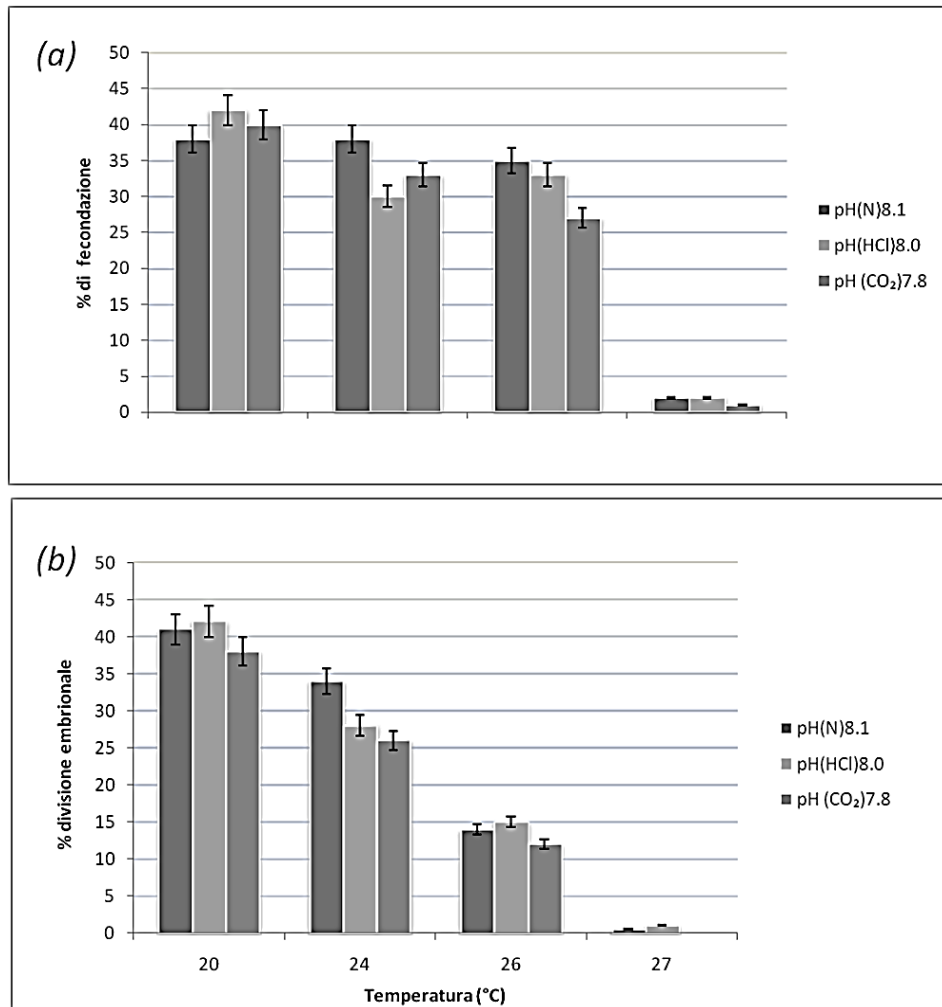 (a)
50
45
40
35
30
25
20
15
10
5
0
% di fecondazione
pH(N)8.1
pH(HCl)8.0
pH (CO₂)7.8
(b)
50
45
40
35
30
25
20
15
10
5
0
% divisione embrionale
pH(N)8.1
pH(HCl)8.0
pH (CO₂)7.8
20 24 26 27
Temperatura (°C)